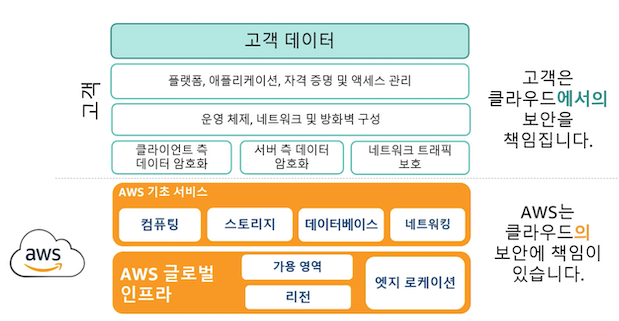 고객 데이터
플랫폼, 애플리케이션, 자격 증명 및 액세스 관리
운영 체제, 네트워크 및 방화벽 구성
클라이언트 측
데이터 암호화
서버 측 데이터
암호화
네트워크 트래픽
보호
고객
고객은
클라우드에서의
보안을
책임집니다.
AWS 기초 서비스
컴퓨팅
스토리지
데이터베이스
네트워킹
AWS 글로벌
인프라
가용 영역
리전
엣지 로케이션
aws
AWS는
클라우드의
보안에 책임이
있습니다.